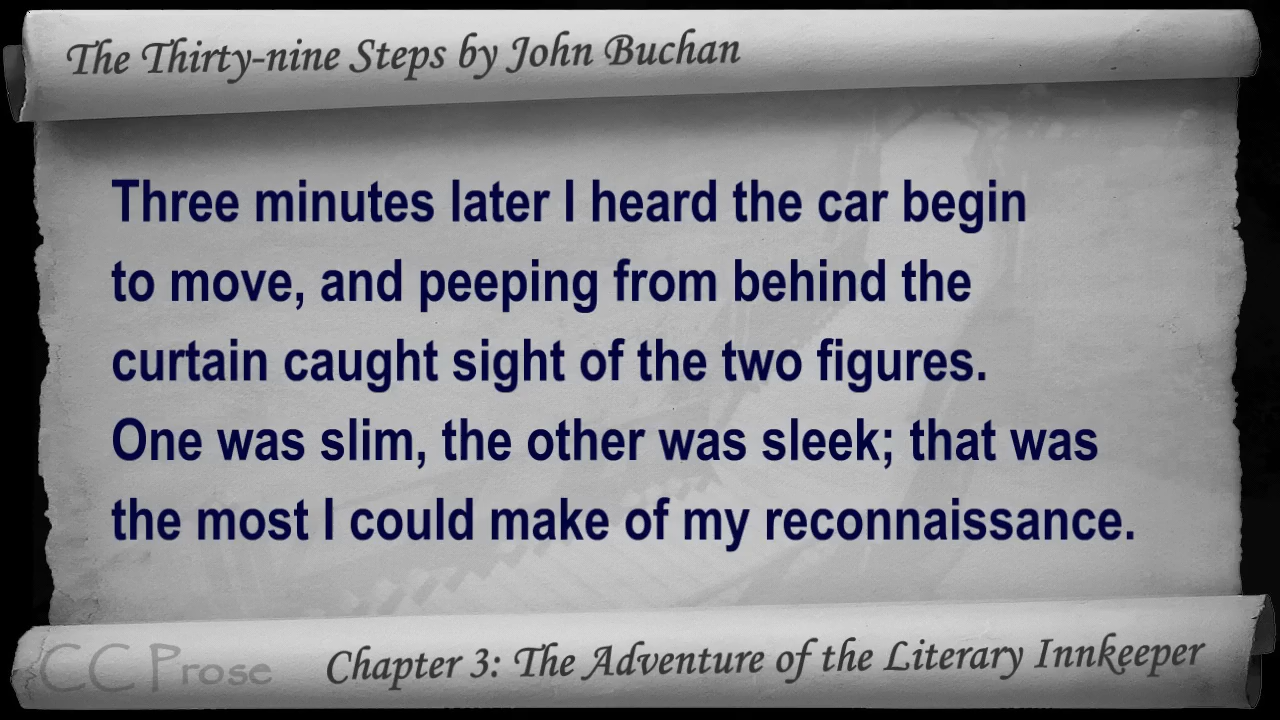 The Thirty-nine Steps by John Buchan
Three minutes later I heard the car begin
to move, and peeping from behind the
curtain caught sight of the two figures.
One was slim, the other was sleek; that was
the most I could make of my reconnaissance.
CC Prose
Chapter 3: The Adventure of the Literary Innkeeper